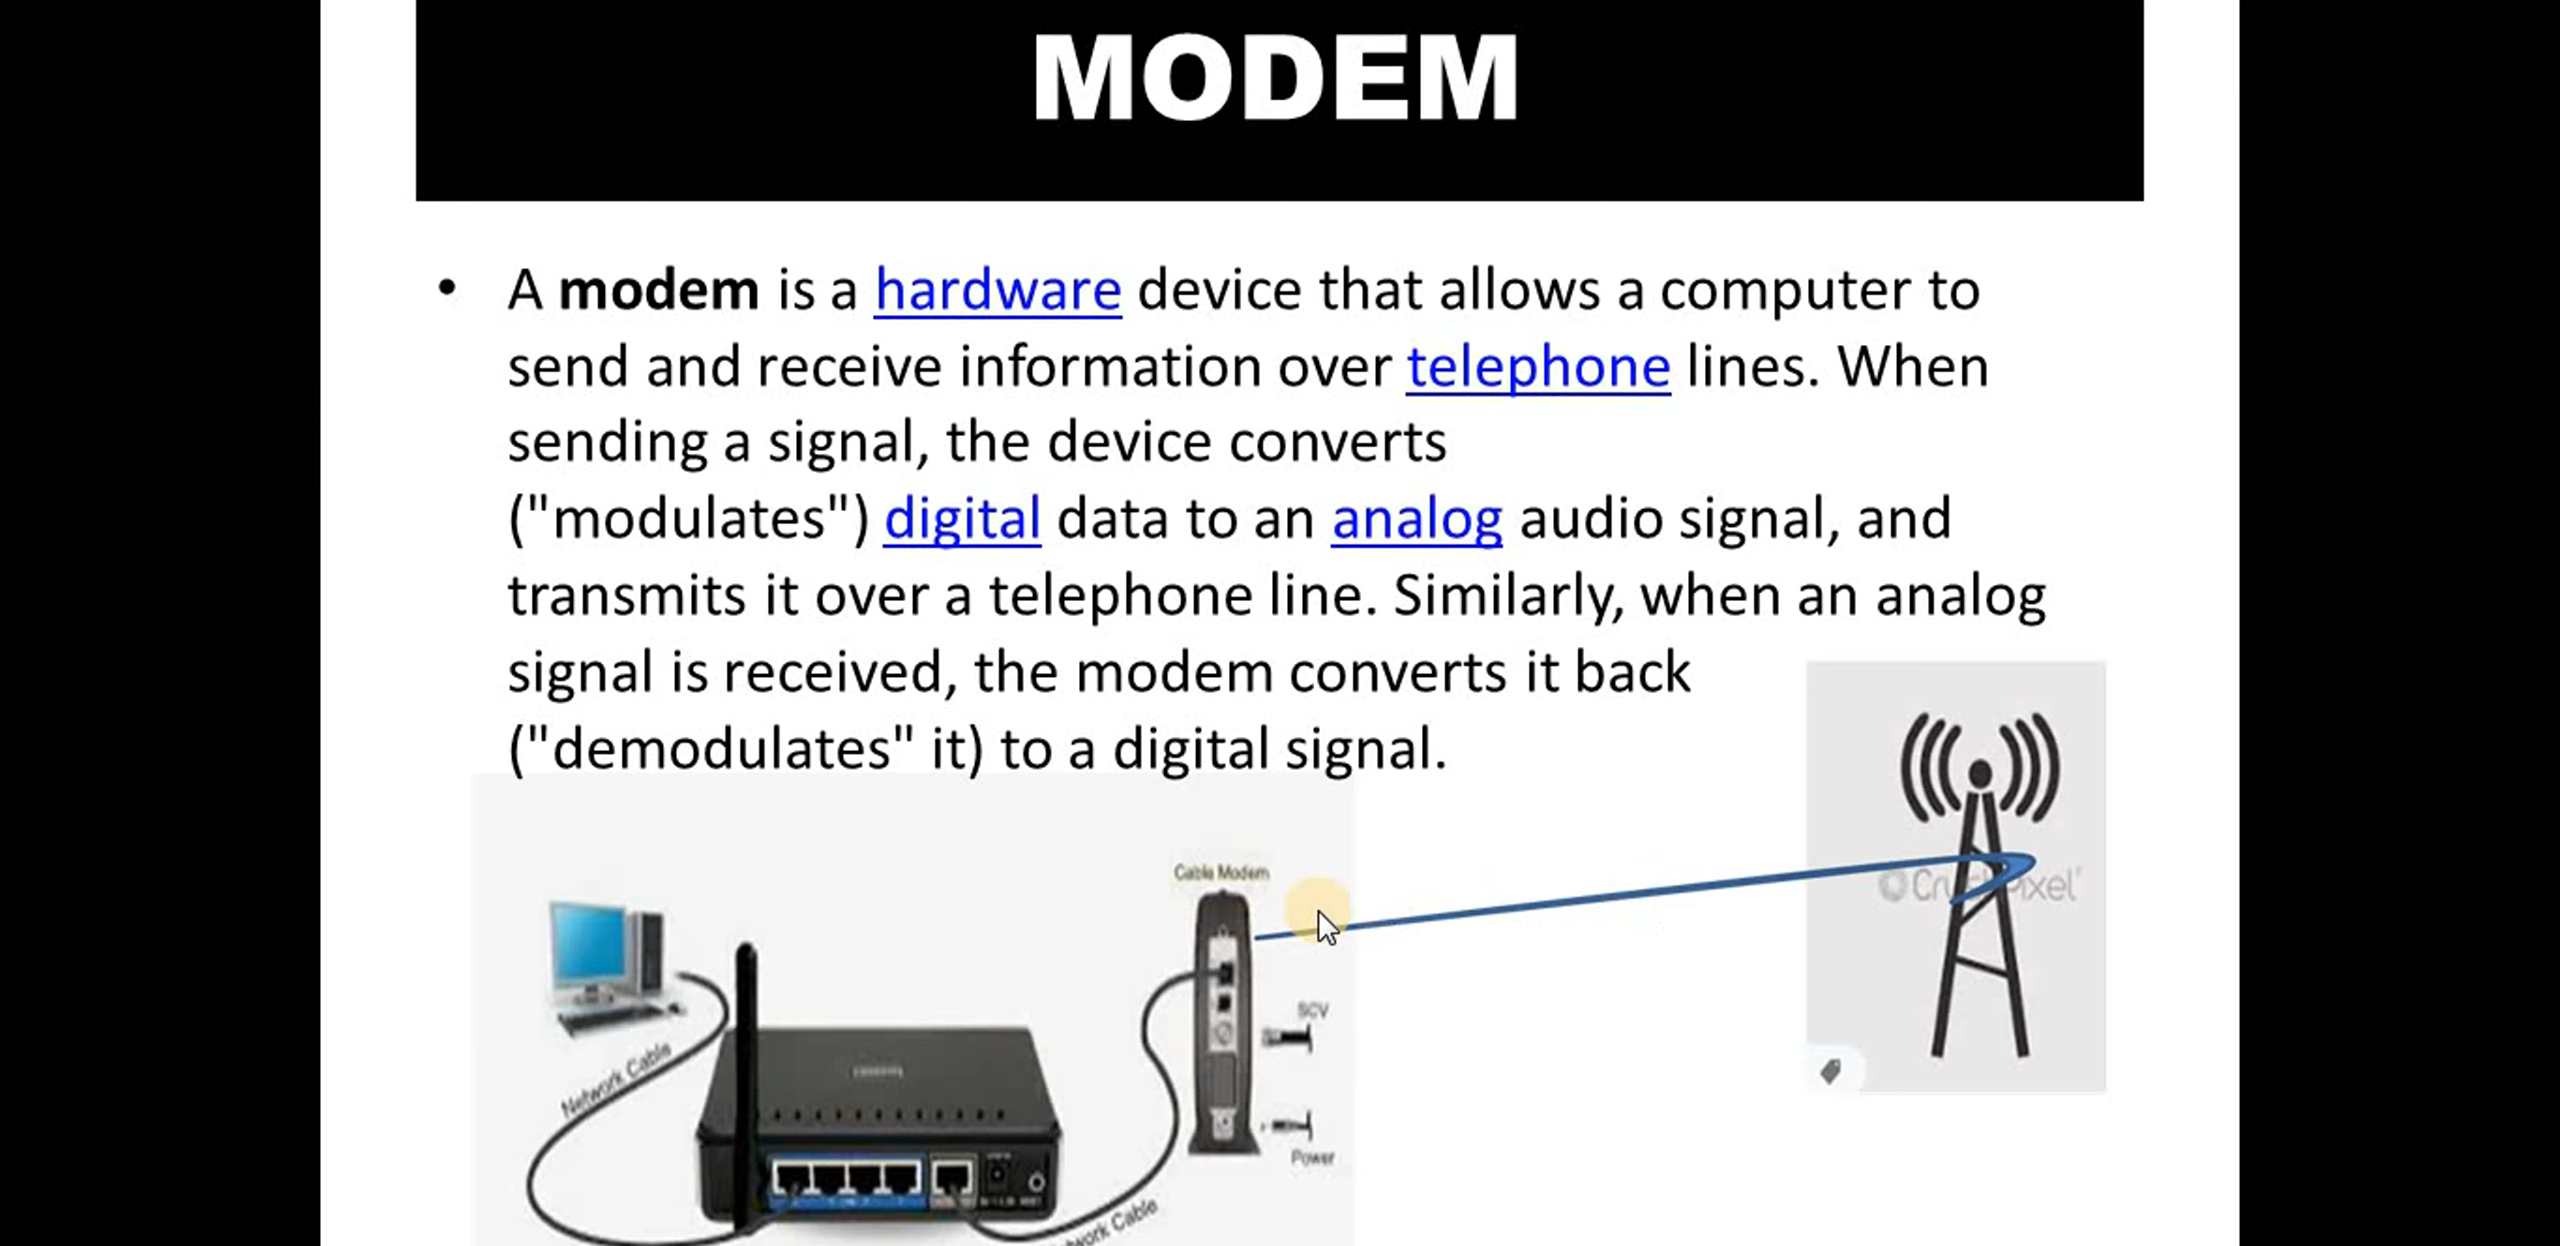 MODEM
• A modem is a hardware device that allows a computer to
send and receive information over telephone lines. When
sending a signal, the device converts
("modulates") digital data to an analog audio signal, and
transmits it over a telephone line. Similarly, when an analog
signal is received, the modem converts it back
("demodulates" it) to a digital signal.
Cable Modem
SCV
Network Cable
Power
Cable